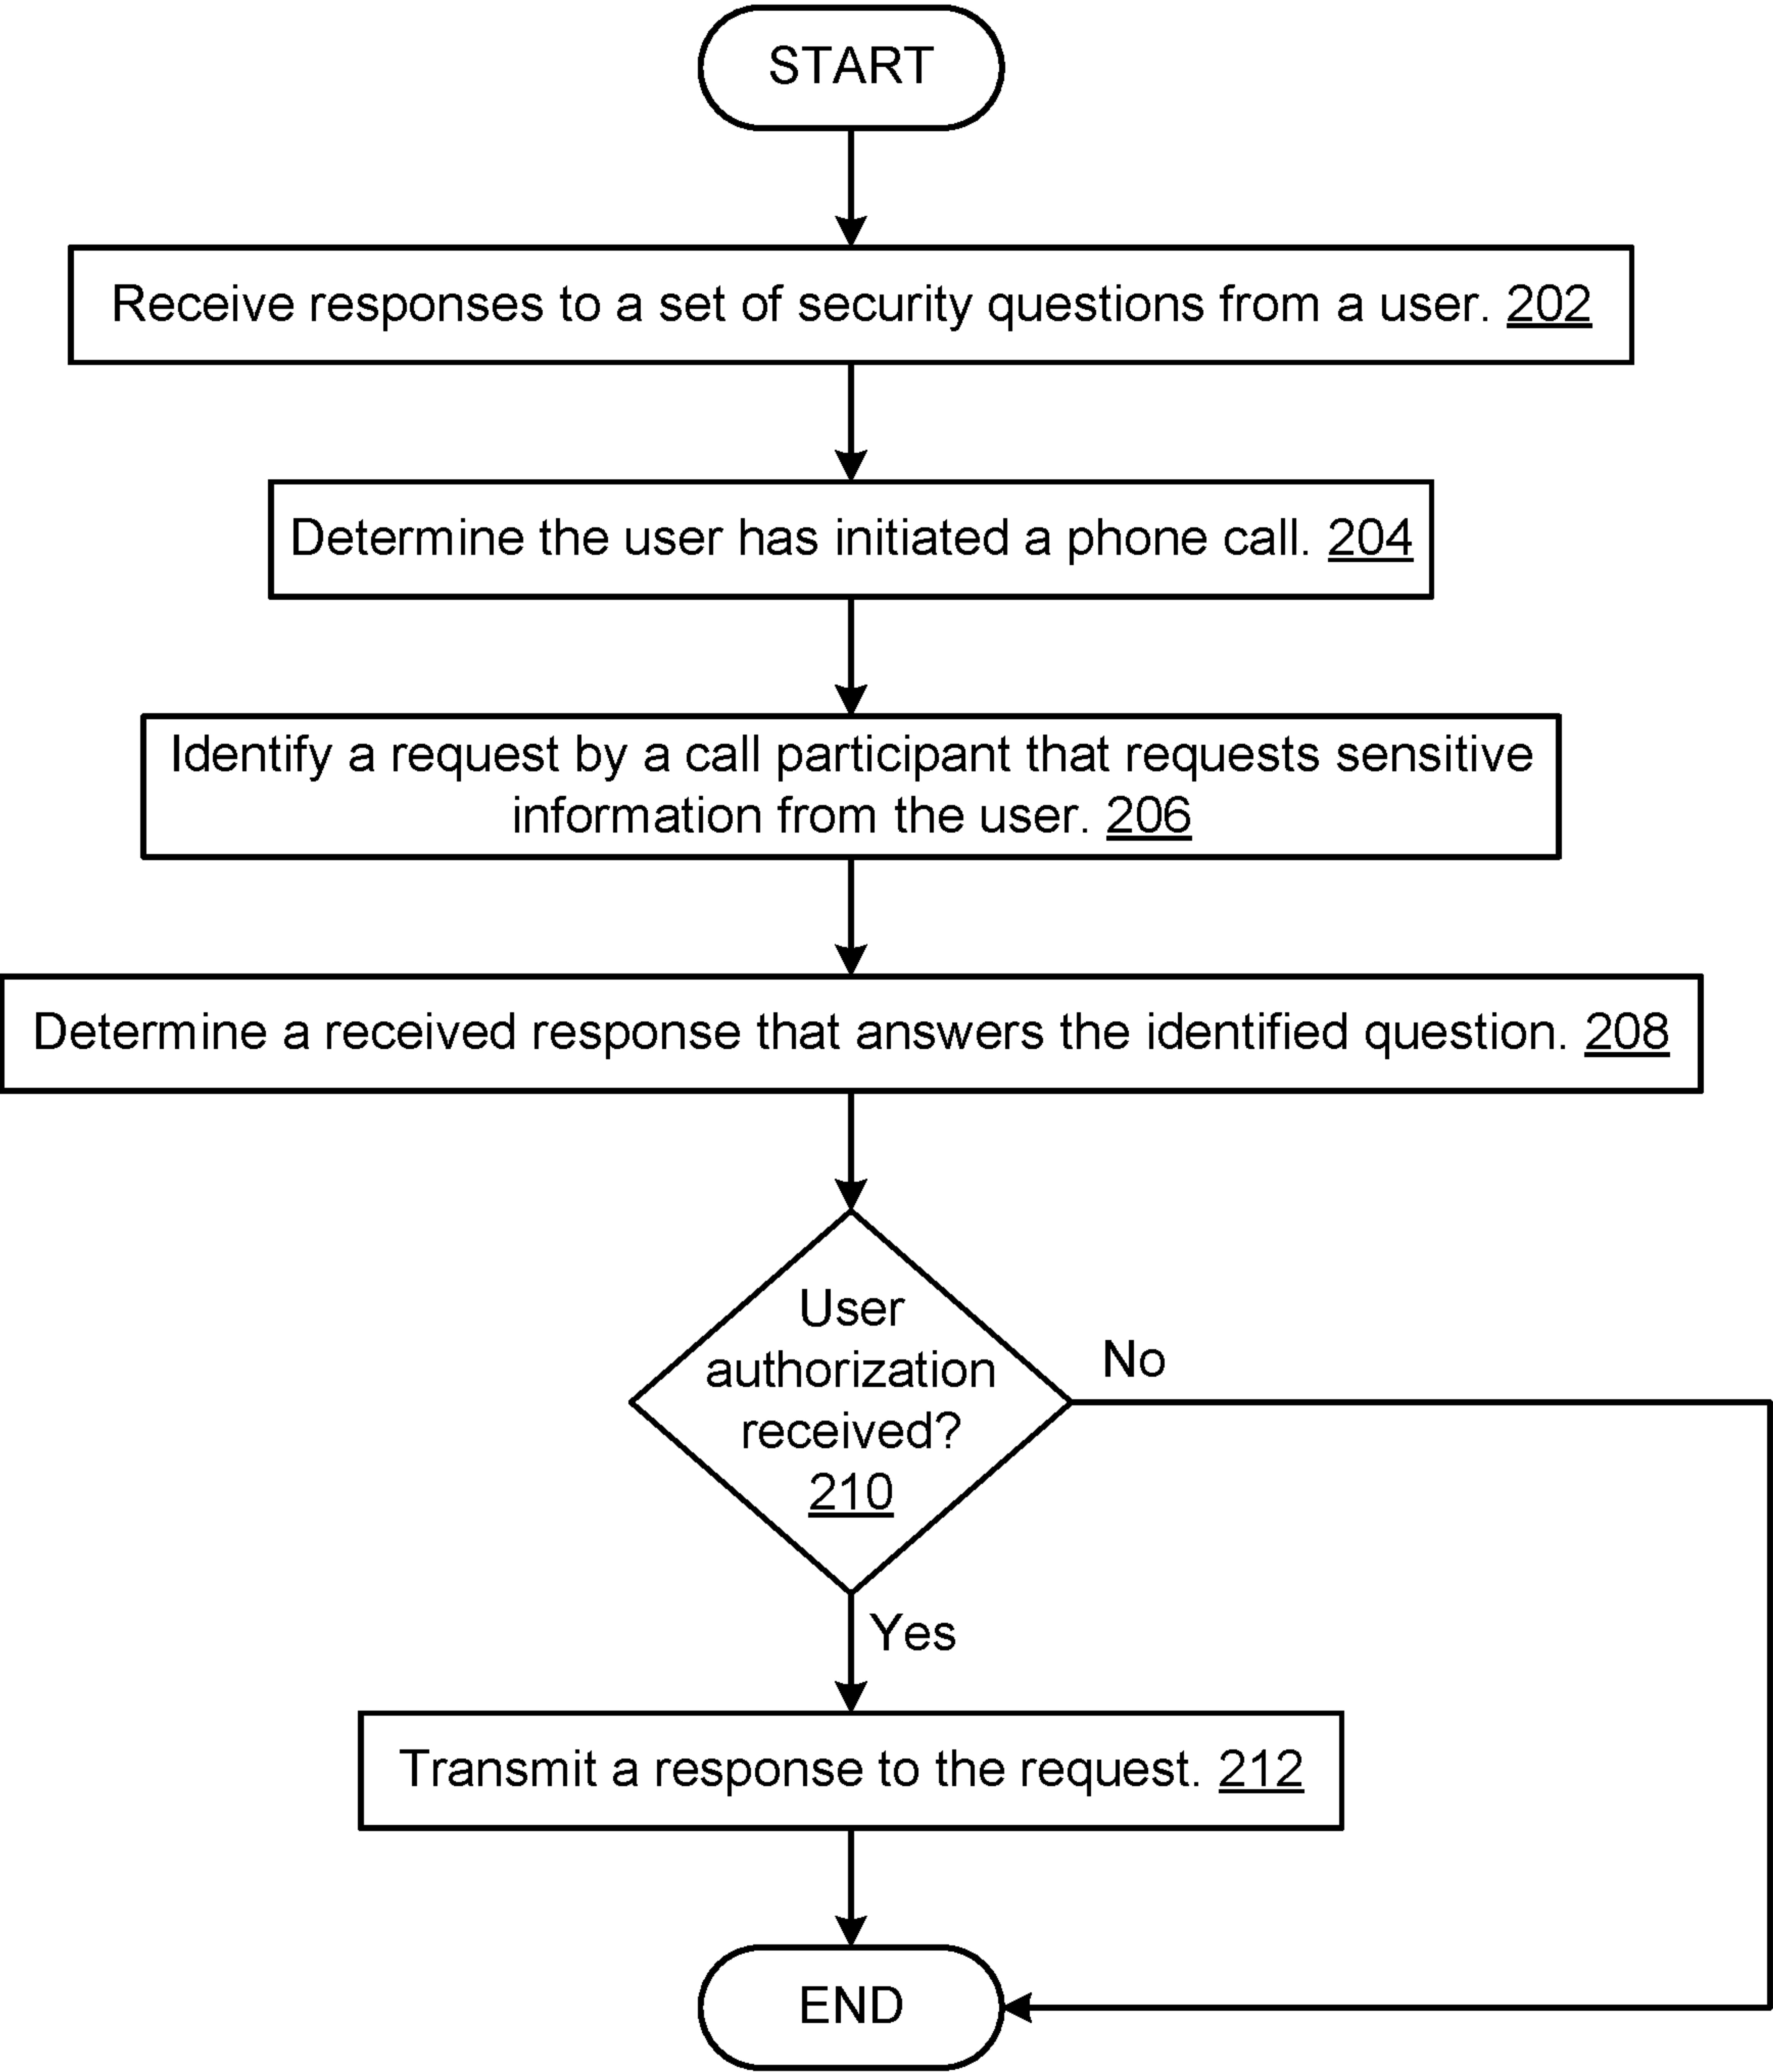 START
Receive responses to a set of security questions from a user. 202
Determine the user has initiated a phone call. 204
Identify a request by a call participant that requests sensitive
information from the user. 206
Determine a received response that answers the identified question. 208
User
authorization
received?
210
No
Yes
Transmit a response to the request. 212
END